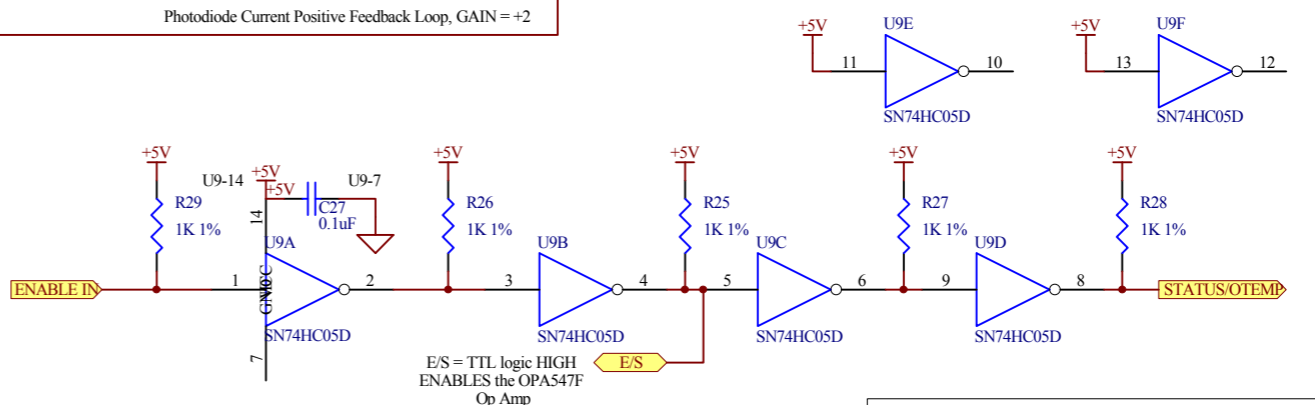 Photodiode Current Positive Feedback Loop, GAIN = +2
+5V
U9E
11
10
SN74HC05D
+5V
U9F
13
12
SN74HC05D
+5V
R29
1K 1%
U9-14
+5V
+5V
U9-7
C27
0.1uF
14
U9A
1
2
7
SN74HC05D
+5V
R26
1K 1%
U9B
3
4
SN74HC05D
+5V
R25
1K 1%
U9C
5
6
SN74HC05D
+5V
R27
1K 1%
U9D
9
8
SN74HC05D
+5V
R28
1K 1%
ENABLE IN
STATUS/OTEMP
E/S = TTL logic HIGH
ENABLES the OPA547F
Op Amp
E/S